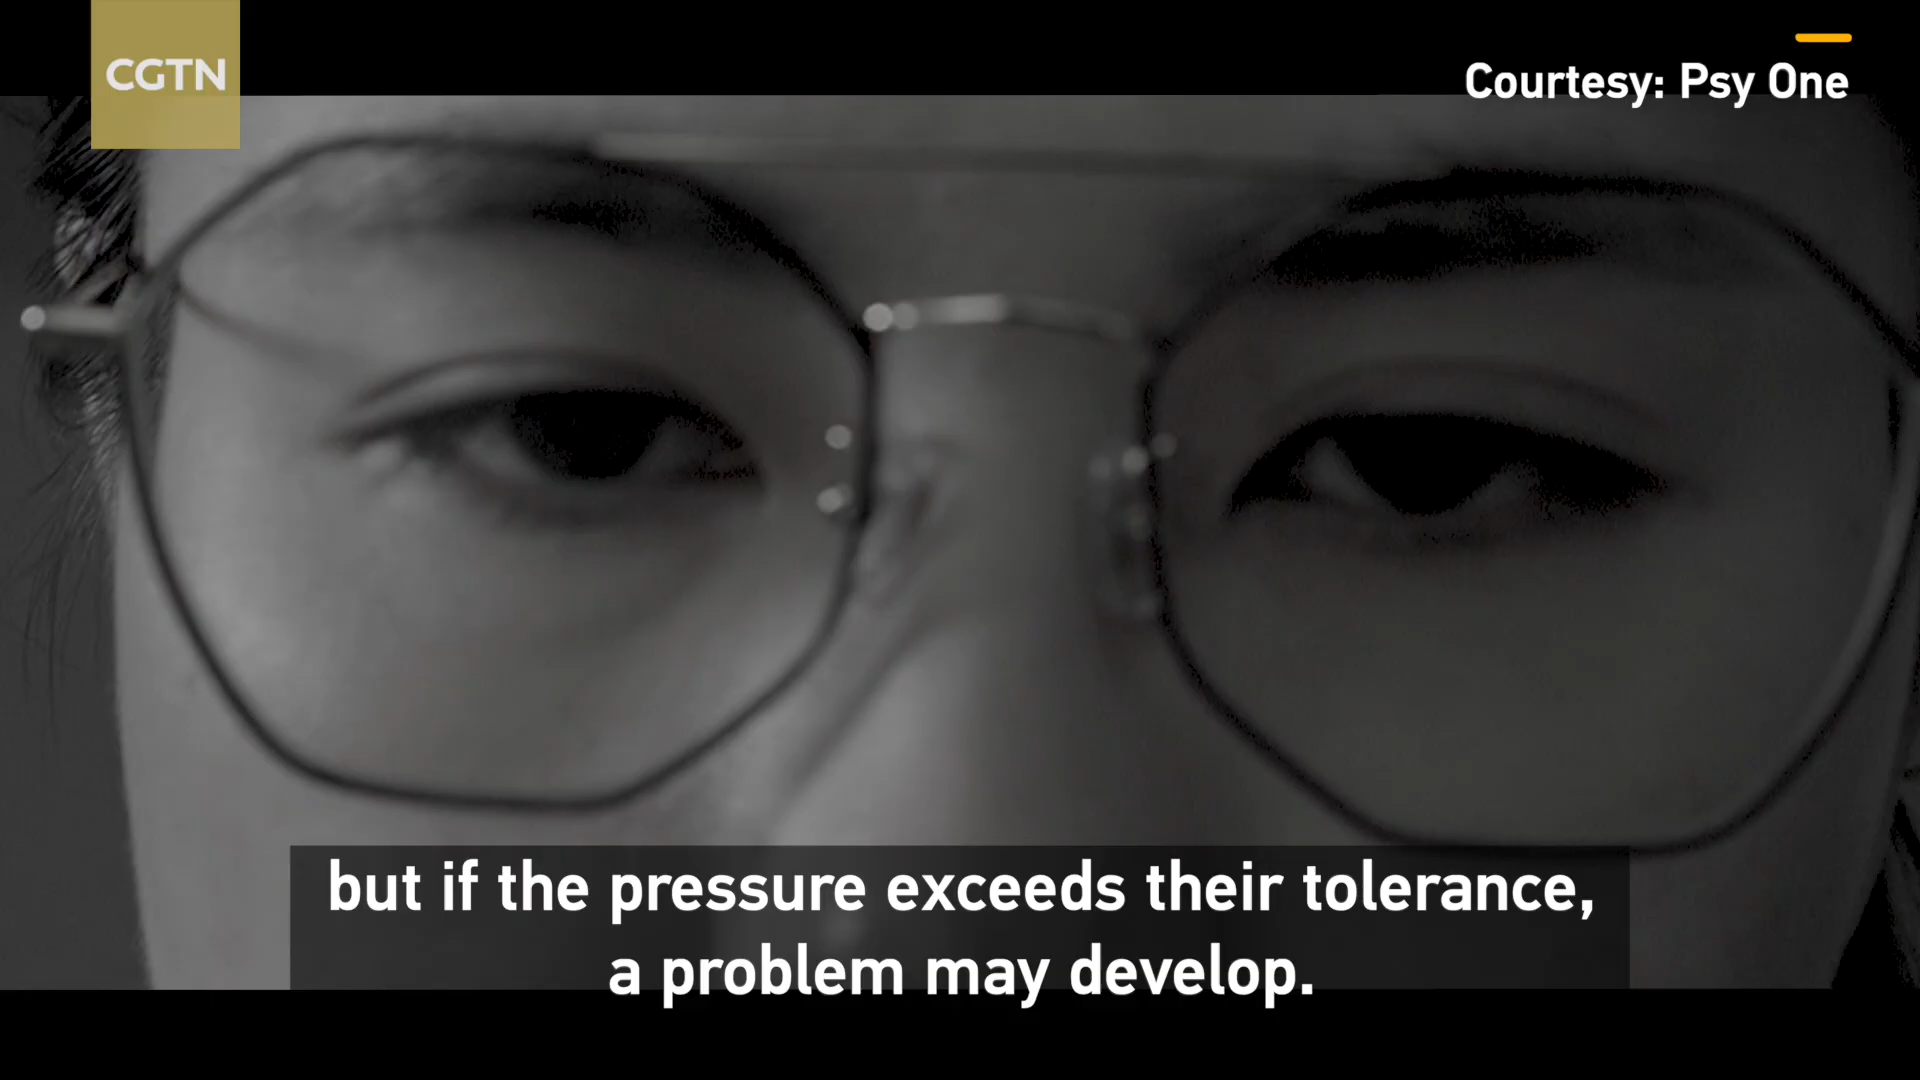 CGTN
Courtesy: Psy One
but if the pressure exceeds their tolerance,
a problem may develop.